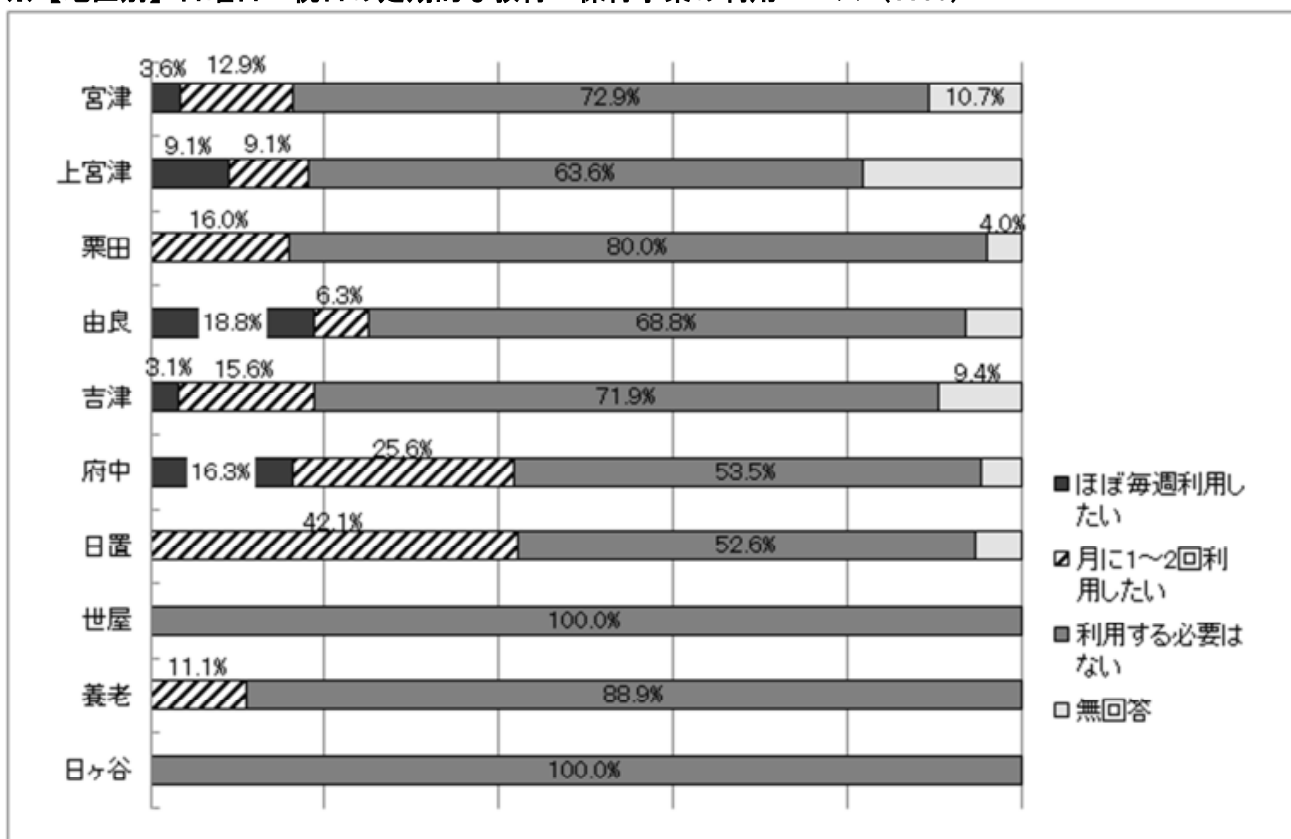 3.6% 12.9%
宮津 72.9% 10.7%
9.1% 9.1%
上宮津 63.6%
16.0% 4.0%
栗田 80.0%
6.3%
由良 18.8% 68.8%
3.1% 15.6% 9.4%
吉津 71.9%
25.6%
府中 16.3% 53.5%
42.1%
日置 52.6%
世屋 100.0%
11.1%
養老 88.9%
日ヶ谷 100.0%
ほぼ毎週利用し
たい
月に1～2回利
用したい
利用する必要は
ない
無回答